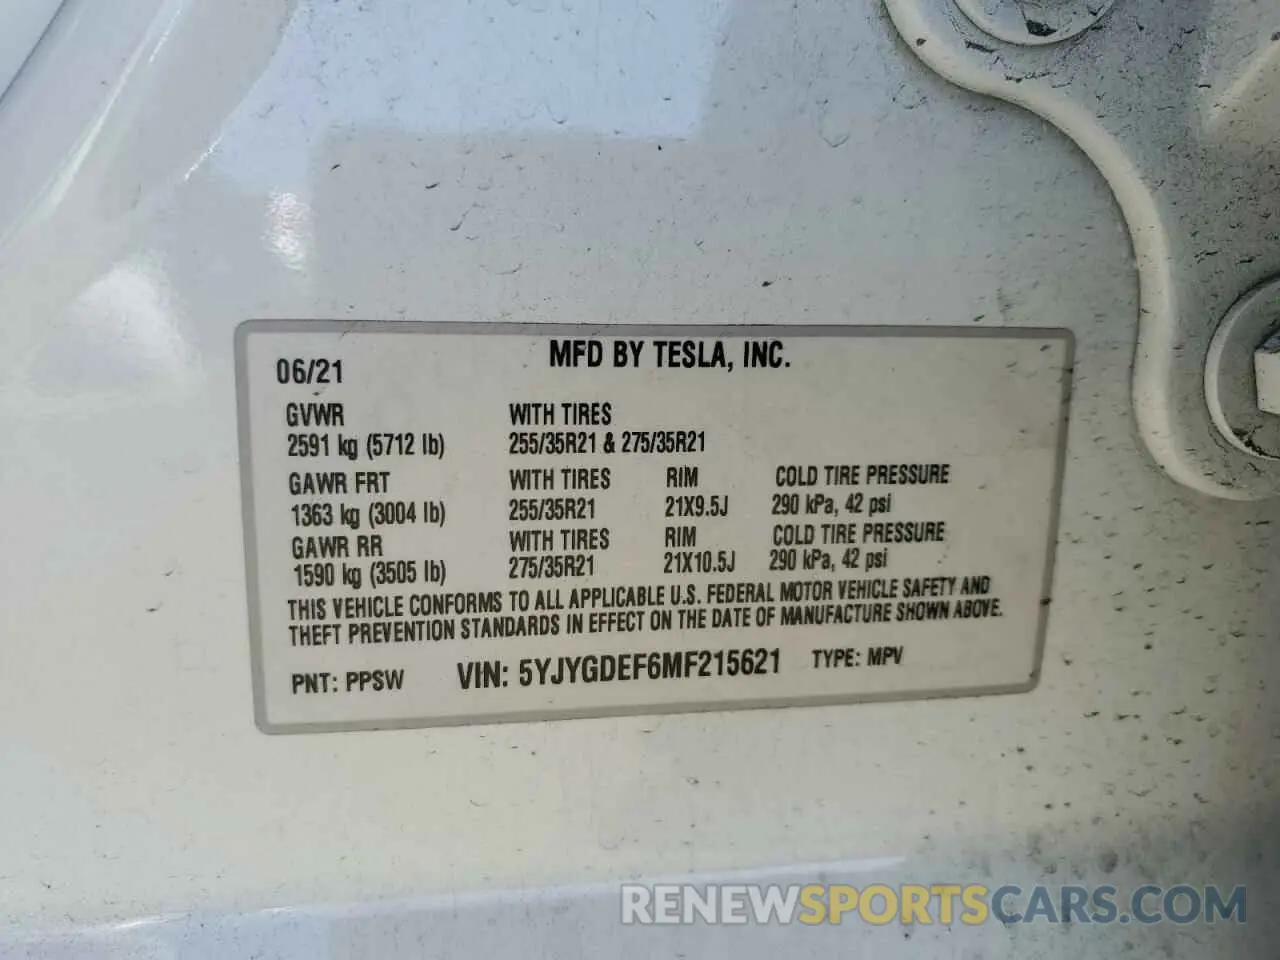 MFD BY TESLA, INC.
06/21
GVWR WITH TIRES
2591 kg (5712 lb) 255/35R21 & 275/35R21
GAWR FRT WITH TIRES RIM COLD TIRE PRESSURE
1363 kg (3004 lb) 255/35R21 21X9.5J 290 kPa, 42 psi
GAWR RR WITH TIRES RIM COLD TIRE PRESSURE
1590 kg (3505 lb) 275/35R21 21X10.5J 290 kPa, 42 psi
THIS VEHICLE CONFORMS TO ALL APPLICABLE U.S. FEDERAL MOTOR VEHICLE SAFETY AND
THEFT PREVENTION STANDARDS IN EFFECT ON THE DATE OF MANUFACTURE SHOWN ABOVE.
PNT: PPSW VIN: 5YJYGDEF6MF215621 TYPE: MPV
RENEWSPORTSCARS.COM